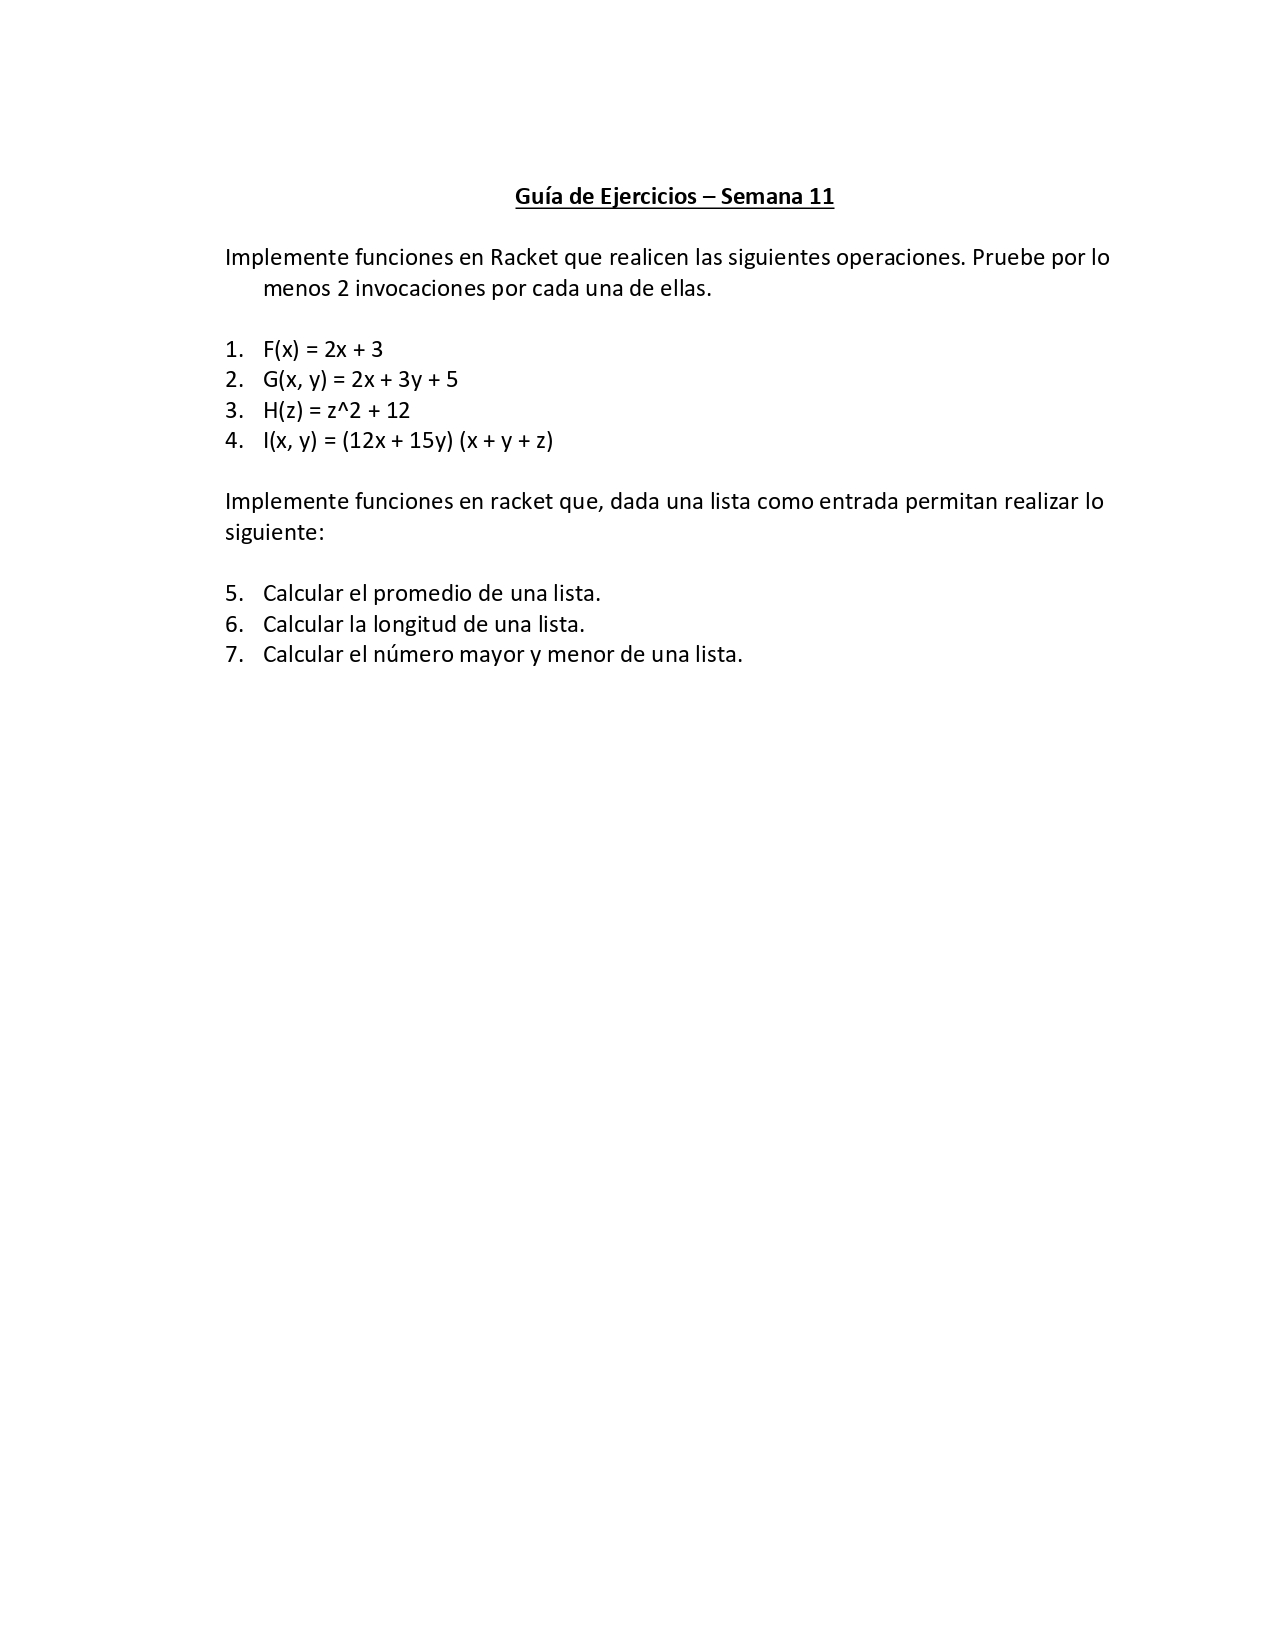 Guía de Ejercicios – Semana 11
Implemente funciones en Racket que realicen las siguientes operaciones. Pruebe por lo
menos 2 invocaciones por cada una de ellas.
1. F(x) = 2x + 3
2. G(x, y) = 2x + 3y + 5
3. H(z) = z^2 + 12
4. I(x, y) = (12x + 15y) (x + y + z)
Implemente funciones en racket que, dada una lista como entrada permitan realizar lo
siguiente:
5. Calcular el promedio de una lista.
6. Calcular la longitud de una lista.
7. Calcular el número mayor y menor de una lista.